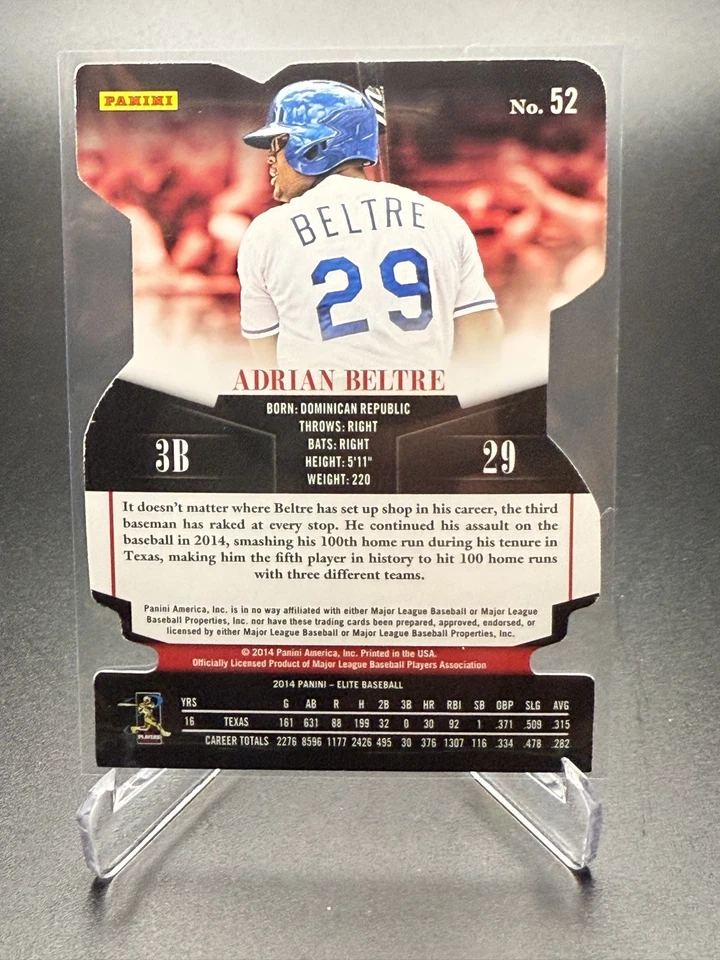 PANINI
No. 52
BELTRE
29
ADRIAN BELTRE
BORN: DOMINICAN REPUBLIC
THROWS: RIGHT
BATS: RIGHT
HEIGHT: 5'11"
WEIGHT: 220
3B
29
It doesn't matter where Beltre has set up shop in his career, the third
baseman has raked at every stop. He continued his assault on the
baseball in 2014, smashing his 100th home run during his tenure in
Texas, making him the fifth player in history to hit 100 home runs
with three different teams.
Panini America, Inc. is in no way affiliated with either Major League Baseball or Major League
Baseball Properties, Inc. nor have these trading cards been prepared, approved, endorsed, or
licensed by either Major League Baseball or Major League Baseball Properties, Inc.
© 2014 Panini America, Inc. Printed in the USA.
Officially Licensed Product of Major League Baseball Players Association
2014 PANINI – ELITE BASEBALL
YRS G AB R H 2B 3B HR RBI SB OBP SLG AVG
16 TEXAS 161 631 88 199 32 0 30 92 1 .371 .509 .315
CAREER TOTALS 2276 8596 1177 2426 495 30 376 1307 116 .334 .478 .282
PLAYERS